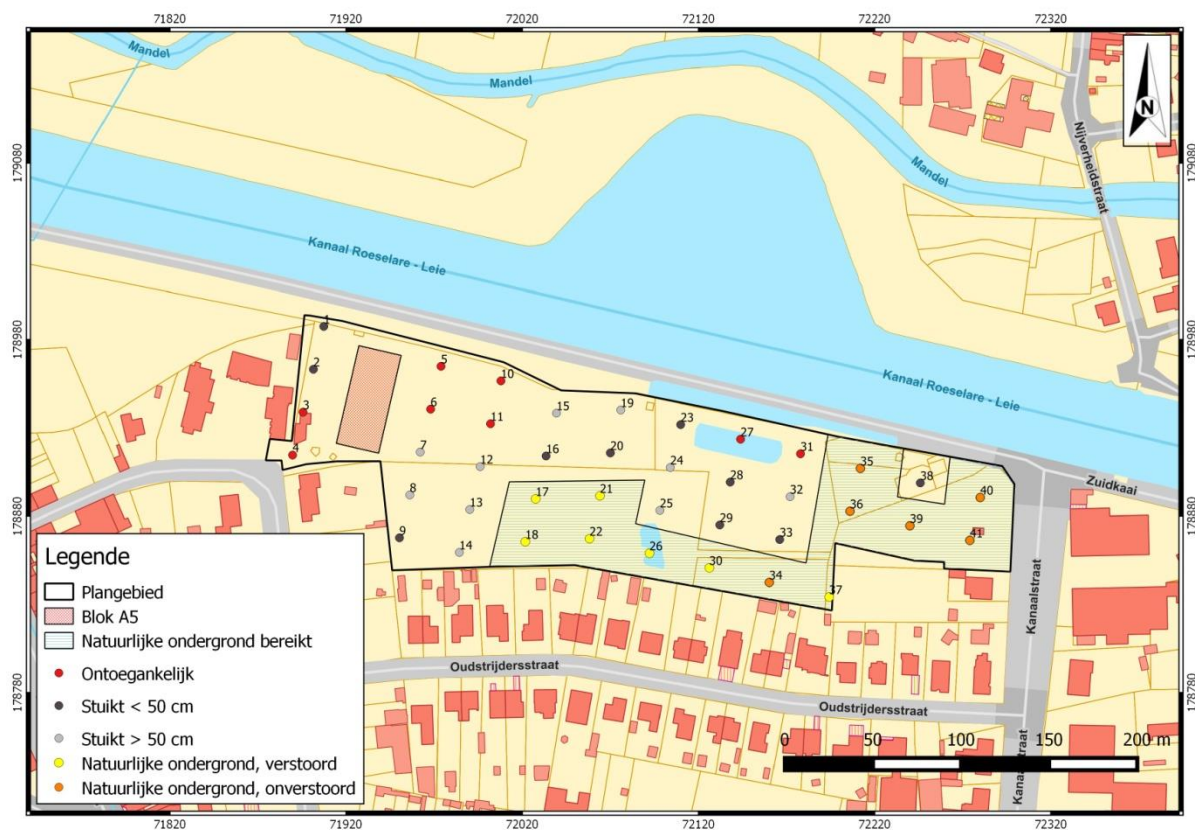 71820 71920 72020 72120 72220 72320
Mandel
Mandel
N
Nijverheidstraat
179080
179080
Mandel
Kanaal Roeselare - Leie
178980
178980
1
2
5
10
Kanaal Roeselare - Leie
3
6
11
15
19
23
27
31
4
7
12
16
20
24
28
35
38
Zuidkaai
8
13
17
21
25
32
36
40
178880
178880
9
14
18
22
26
29
33
39
41
30
34
37
Legende
Plangebied
Blok A5
Natuurlijke ondergrond bereikt
Ontoegankelijk
Stuikt < 50 cm
Stuikt > 50 cm
Natuurlijke ondergrond, verstoord
Natuurlijke ondergrond, onverstoord
Kanaalstraat
Oudstrijdersstraat
Oudstrijdersstraat
178780
178780
0 50 100 150 200 m
Kanaalstraat
71820 71920 72020 72120 72220 72320